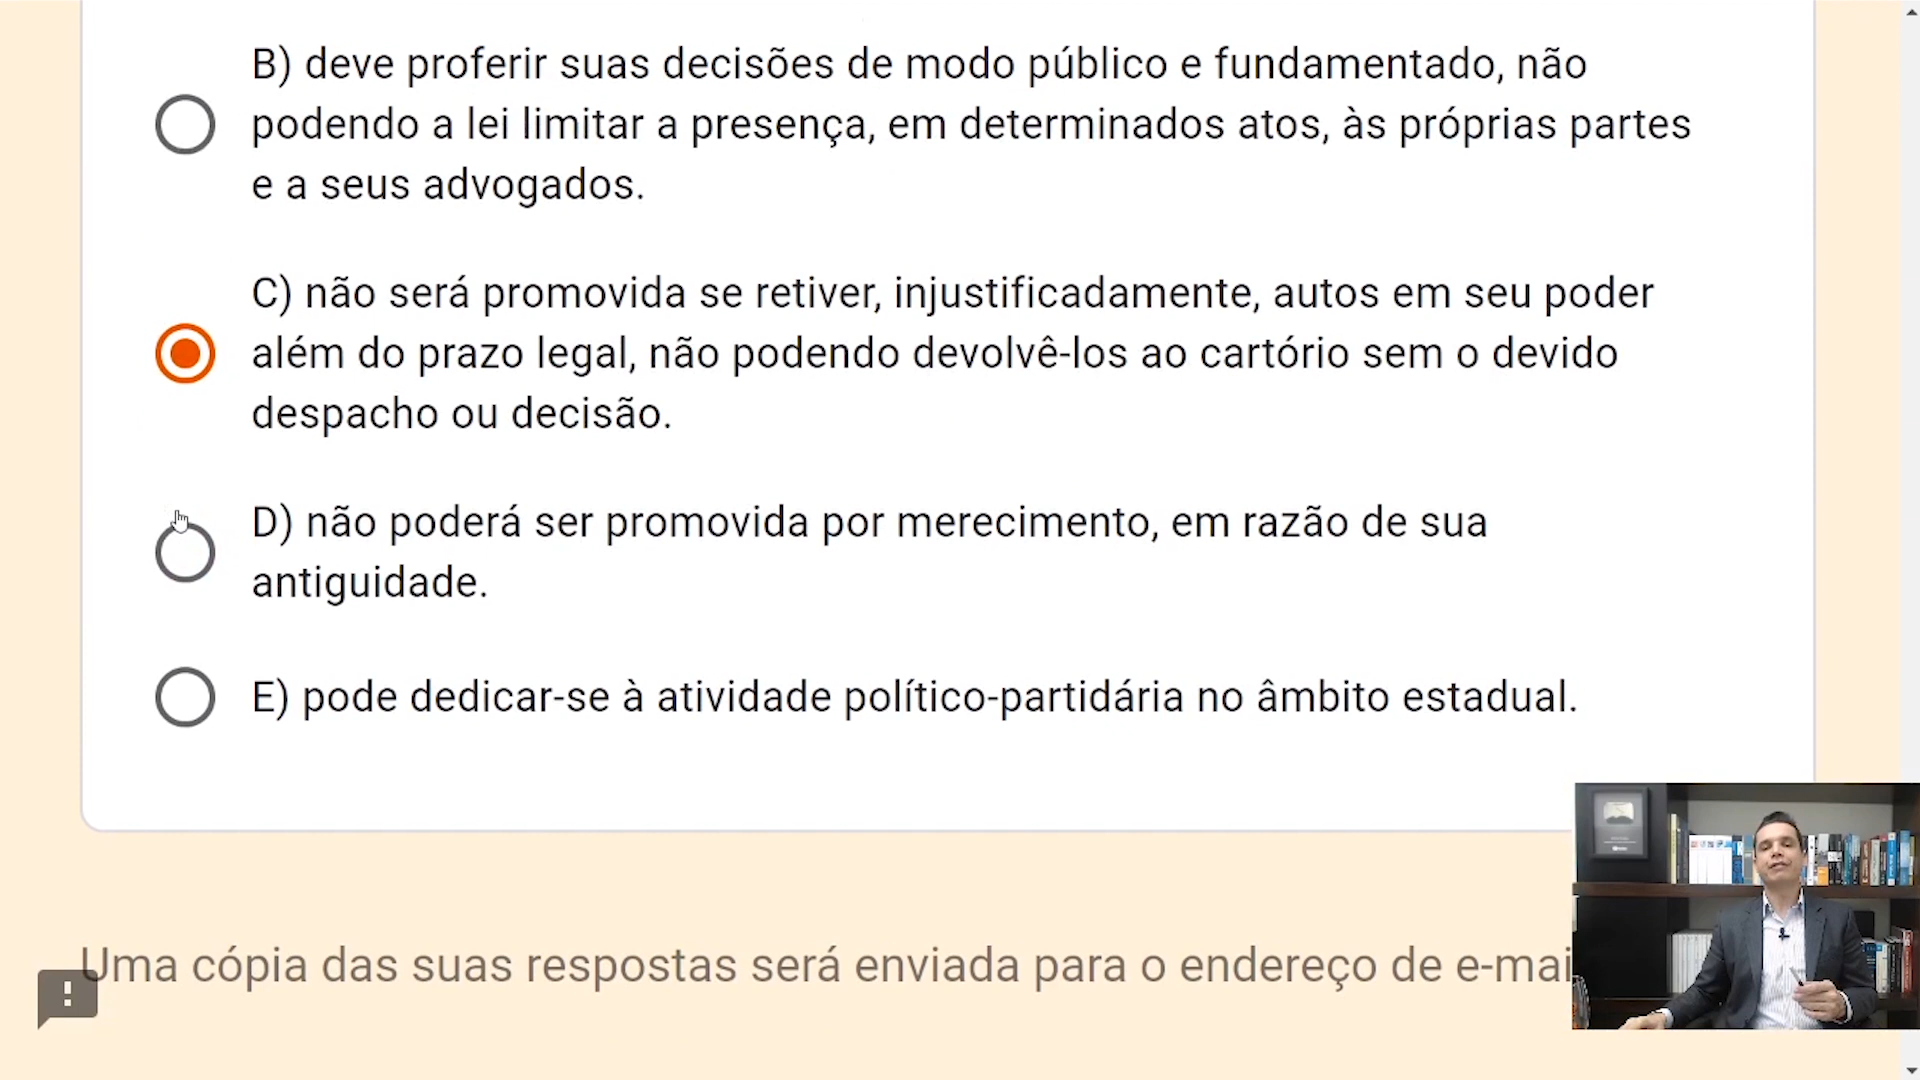 B) deve proferir suas decisões de modo público e fundamentado, não
podendo a lei limitar a presença, em determinados atos, às próprias partes
e a seus advogados.
C) não será promovida se retiver, injustificadamente, autos em seu poder
além do prazo legal, não podendo devolvê-los ao cartório sem o devido
despacho ou decisão.
D) não poderá ser promovida por merecimento, em razão de sua
antiguidade.
E) pode dedicar-se à atividade político-partidária no âmbito estadual.
Uma cópia das suas respostas será enviada para o endereço de e-mai